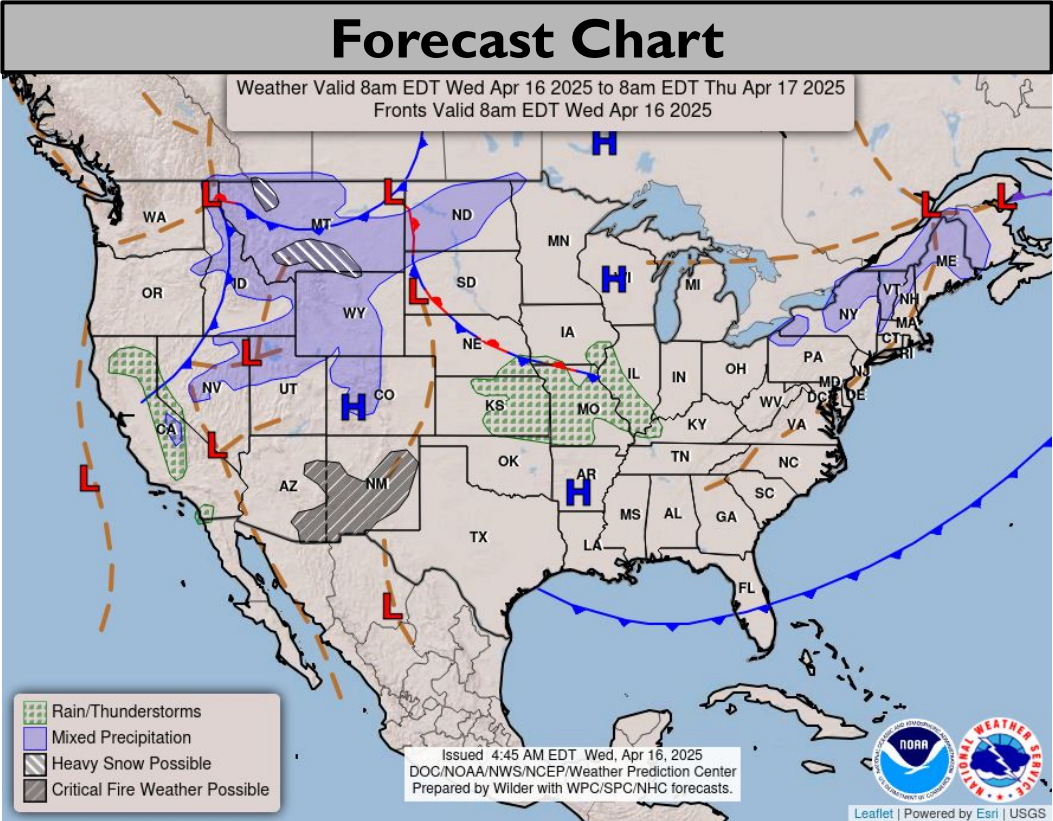 Forecast Chart
Weather Valid 8am EDT Wed Apr 16 2025 to 8am EDT Thu Apr 17 2025
Fronts Valid 8am EDT Wed Apr 16 2025
H
L
L
L
L
WA
MT
ND
MN
ME
OR
ID
SD
H
MI
VT
NH
L
WY
NY
MA
IA
CT
RI
L
NE
PA
NJ
NV
UT
CO
IL
IN
OH
MD
DE
DC
H
KS
MO
WV
VA
CA
KY
L
TN
NC
OK
L
AZ
NM
AR
H
SC
MS
AL
GA
TX
LA
FL
L
Rain/Thunderstorms
Mixed Precipitation
Heavy Snow Possible
Critical Fire Weather Possible
Issued 4:45 AM EDT Wed, Apr 16, 2025
DOC/NOAA/NWS/NCEP/Weather Prediction Center
Prepared by Wilder with WPC/SPC/NHC forecasts.
NOAA
NATIONAL WEATHER SERVICE
Leaflet | Powered by Esri | USGS